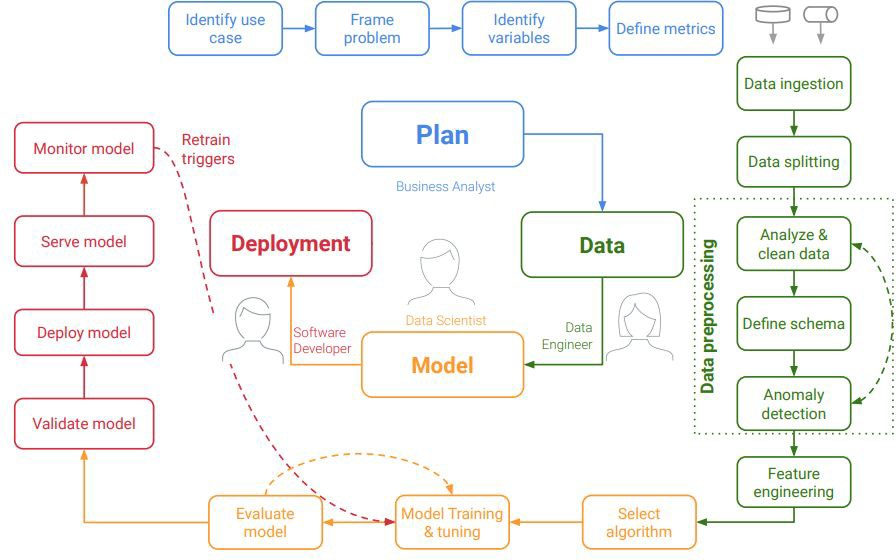 Identify use
case
Frame
problem
Identify
variables
Define metrics
Data ingestion
Data splitting
Data preprocessing
Analyze &
clean data
Define schema
Anomaly
detection
Feature
engineering
Select
algorithm
Model Training
& tuning
Evaluate
model
Validate model
Deploy model
Serve model
Monitor model
Retrain
triggers
Plan
Business Analyst
Data
Data
Engineer
Data Scientist
Model
Software
Developer
Deployment